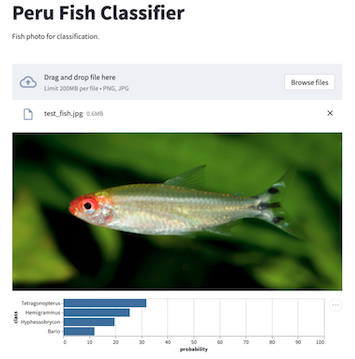 Peru Fish Classifier
Fish photo for classification.
Drag and drop file here
Limit 200MB per file • PNG, JPG
Browse files
test_fish.jpg 0.6MB
class
Tetragonopterus
Hemigrammus
Hyphessobrycon
Bario
0 10 20 30 40 50 60 70 80 90 100
probability